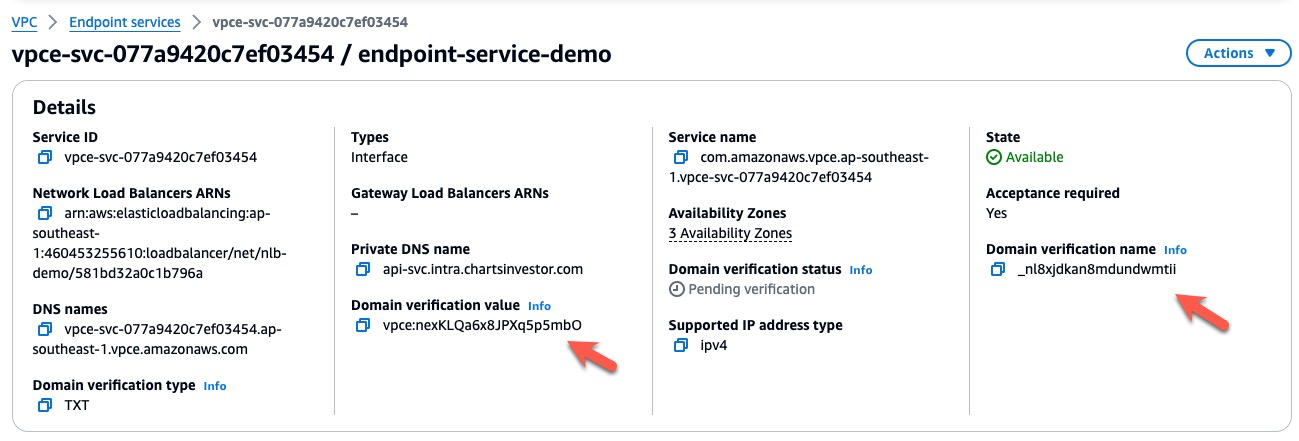 VPC > Endpoint services > vpce-svc-077a9420c7ef03454
vpce-svc-077a9420c7ef03454 / endpoint-service-demo
Actions
Details
Service ID
vpce-svc-077a9420c7ef03454
Network Load Balancers ARNs
arn:aws:elasticloadbalancing:ap-
southeast-
1:460453255610:loadbalancer/net/nlb-
demo/581bd32a0c1b796a
DNS names
vpce-svc-077a9420c7ef03454.ap-
southeast-1.vpce.amazonaws.com
Domain verification type Info
TXT
Types
Interface
Gateway Load Balancers ARNs
–
Private DNS name
api-svc.intra.chartsinvestor.com
Domain verification value Info
vpce:nexKLQa6x8JPXq5p5mbO
Service name
com.amazonaws.vpce.ap-southeast-
1.vpce-svc-077a9420c7ef03454
Availability Zones
3 Availability Zones
Domain verification status Info
Pending verification
Supported IP address type
ipv4
State
Available
Acceptance required
Yes
Domain verification name Info
_nl8xjdkan8mdundwmtii